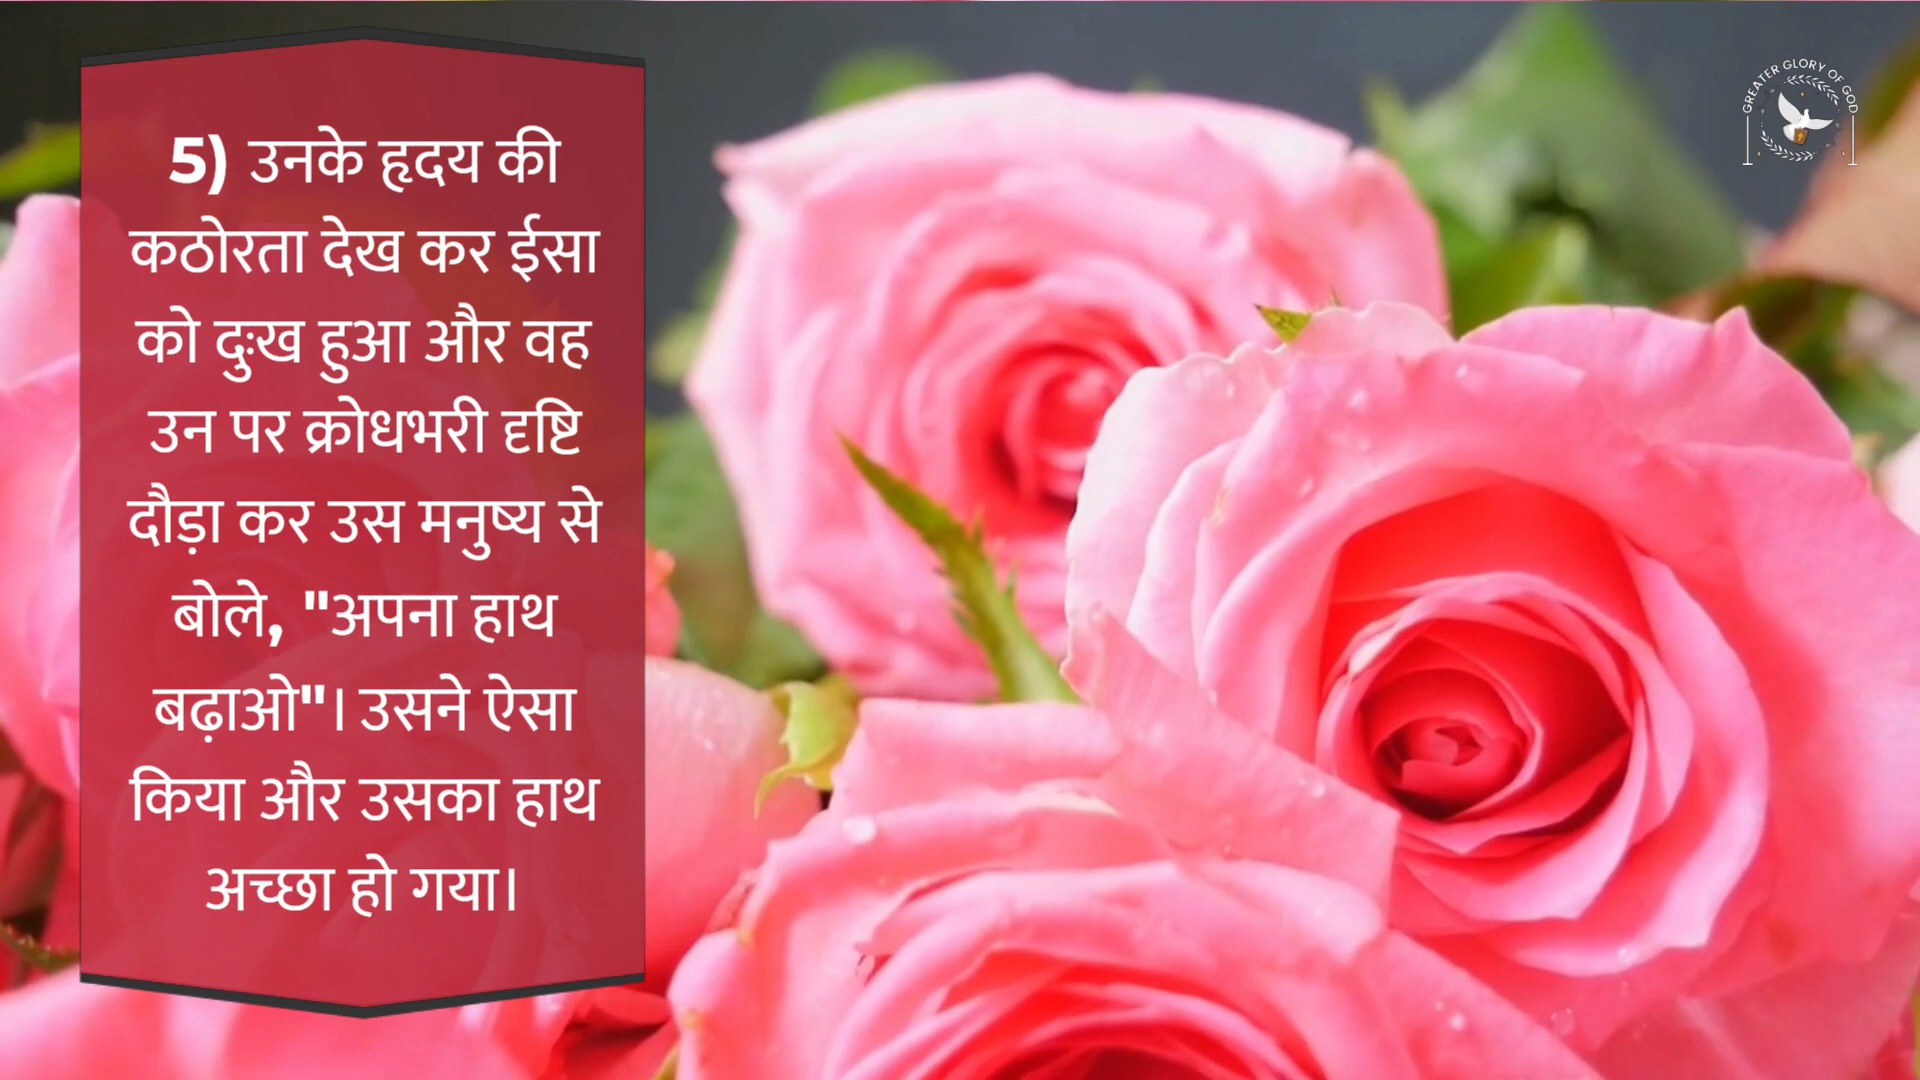 5) उनके हृदय की
कठोरता देख कर ईसा
को दुःख हुआ और वह
उन पर क्रोधभरी दृष्टि
दौड़ा कर उस मनुष्य से
बोले, "अपना हाथ
बढ़ाओ"। उसने ऐसा
किया और उसका हाथ
अच्छा हो गया।
GREATER GLORY OF GOD